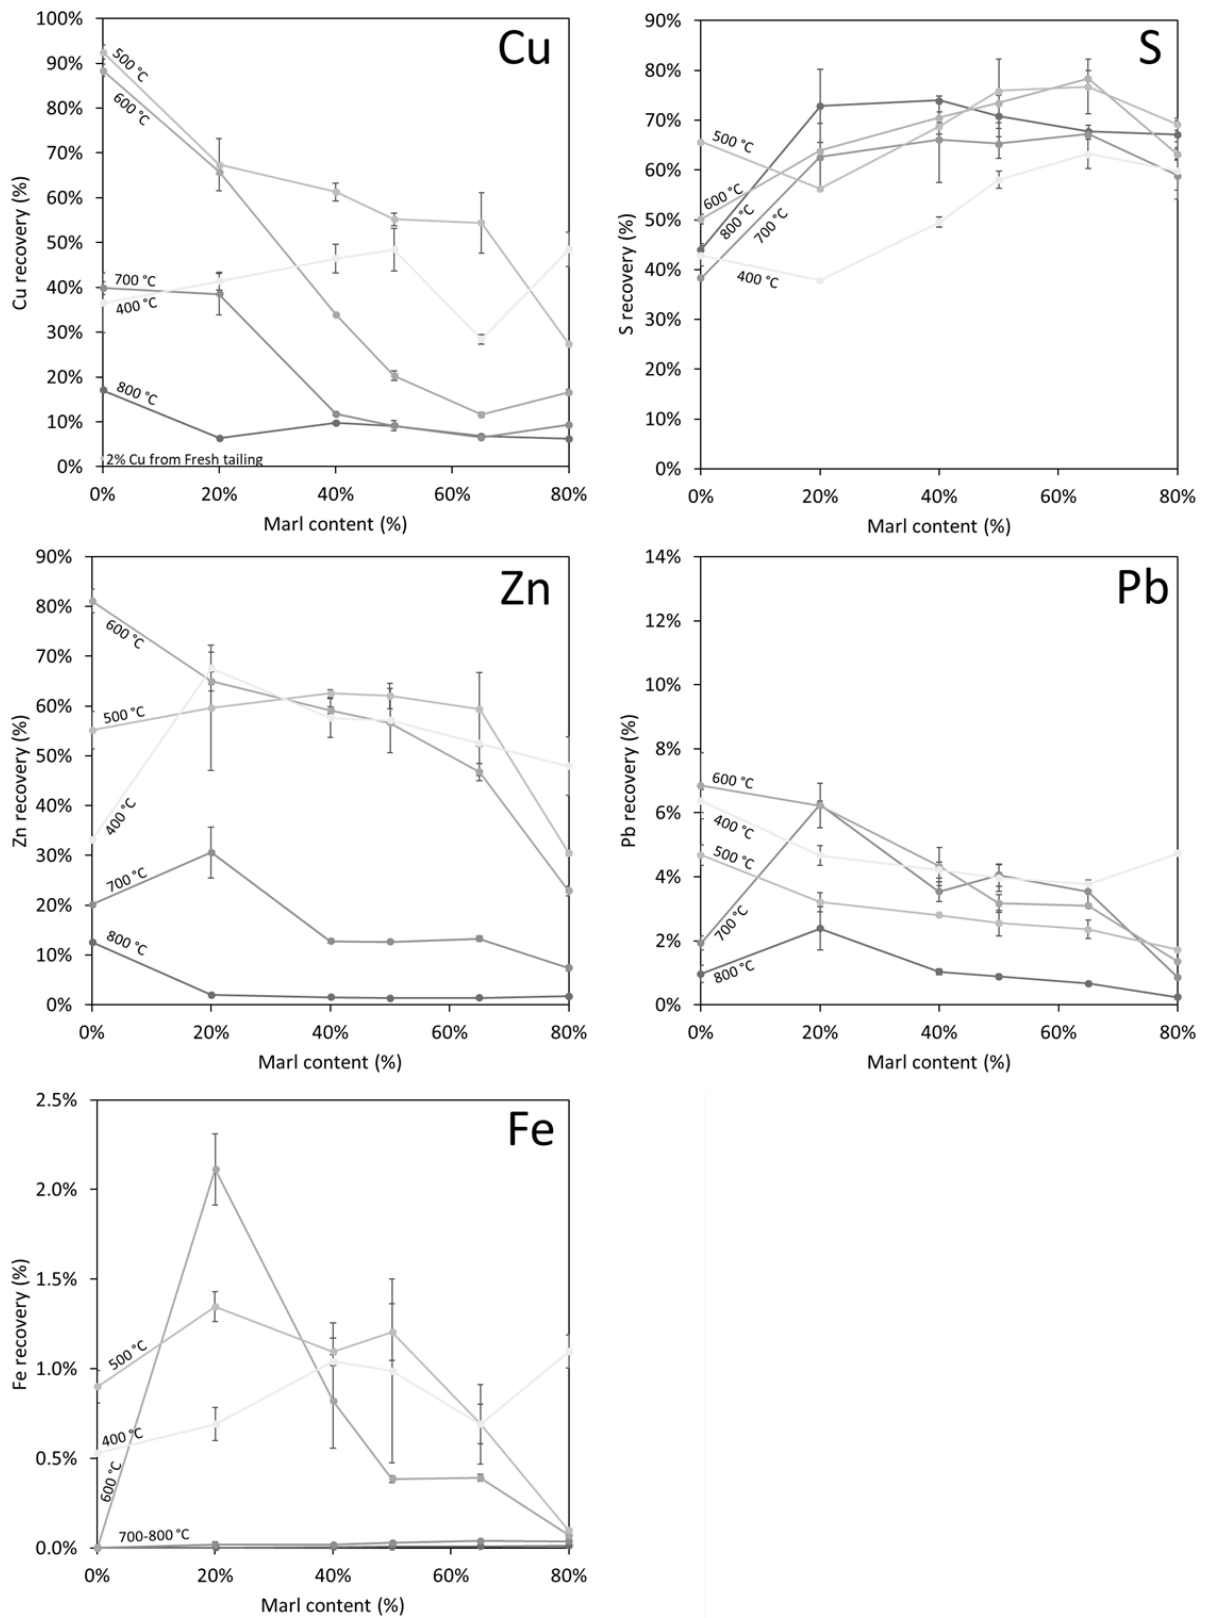 Cu
100%
90%
80%
70%
60%
50%
40%
30%
20%
10%
0%
Cu recovery (%)
500 °C
600 °C
700 °C
400 °C
800 °C
2% Cu from Fresh tailing
0% 20% 40% 60% 80%
Marl content (%)
S
90%
80%
70%
60%
50%
40%
30%
20%
10%
0%
S recovery (%)
500 °C
600 °C
800 °C
700 °C
400 °C
0% 20% 40% 60% 80%
Marl content (%)
Zn
90%
80%
70%
60%
50%
40%
30%
20%
10%
0%
Zn recovery (%)
600 °C
500 °C
400 °C
700 °C
800 °C
0% 20% 40% 60% 80%
Marl content (%)
Pb
14%
12%
10%
8%
6%
4%
2%
0%
Pb recovery (%)
600 °C
400 °C
500 °C
700 °C
800 °C
0% 20% 40% 60% 80%
Marl content (%)
Fe
2.5%
2.0%
1.5%
1.0%
0.5%
0.0%
Fe recovery (%)
500 °C
400 °C
600 °C
700-800 °C
0% 20% 40% 60% 80%
Marl content (%)